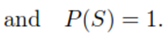 and P(S) = 1.